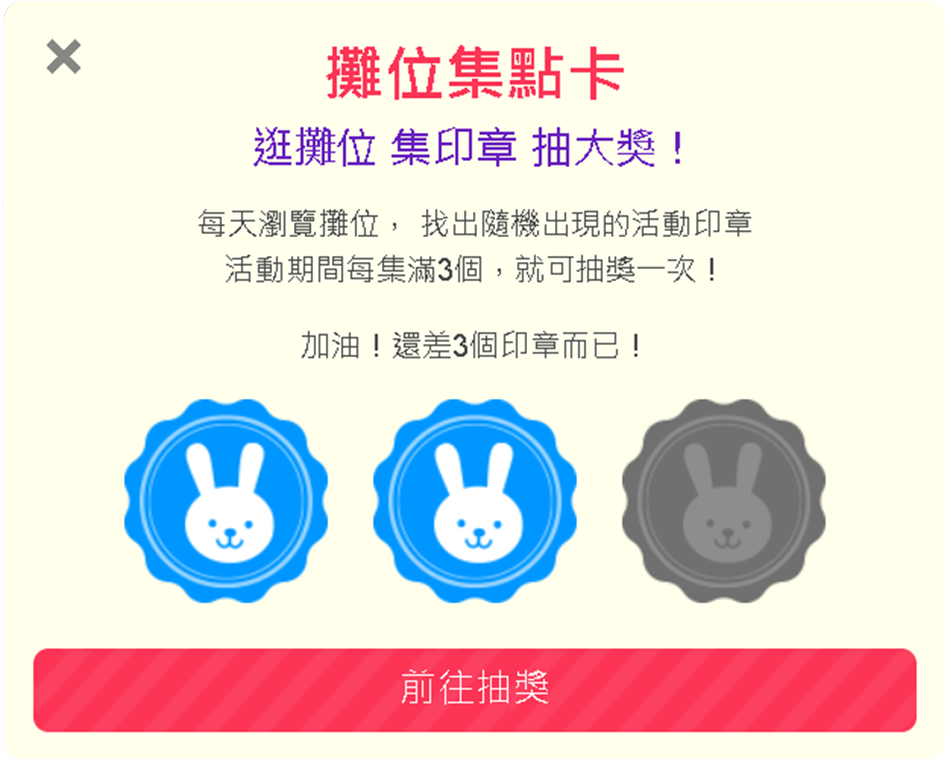 攤位集點卡
逛攤位 集印章 抽大獎！
每天瀏覽攤位， 找出隨機出現的活動印章
活動期間每集滿3個，就可抽獎一次！
加油！還差3個印章而已！
前往抽獎